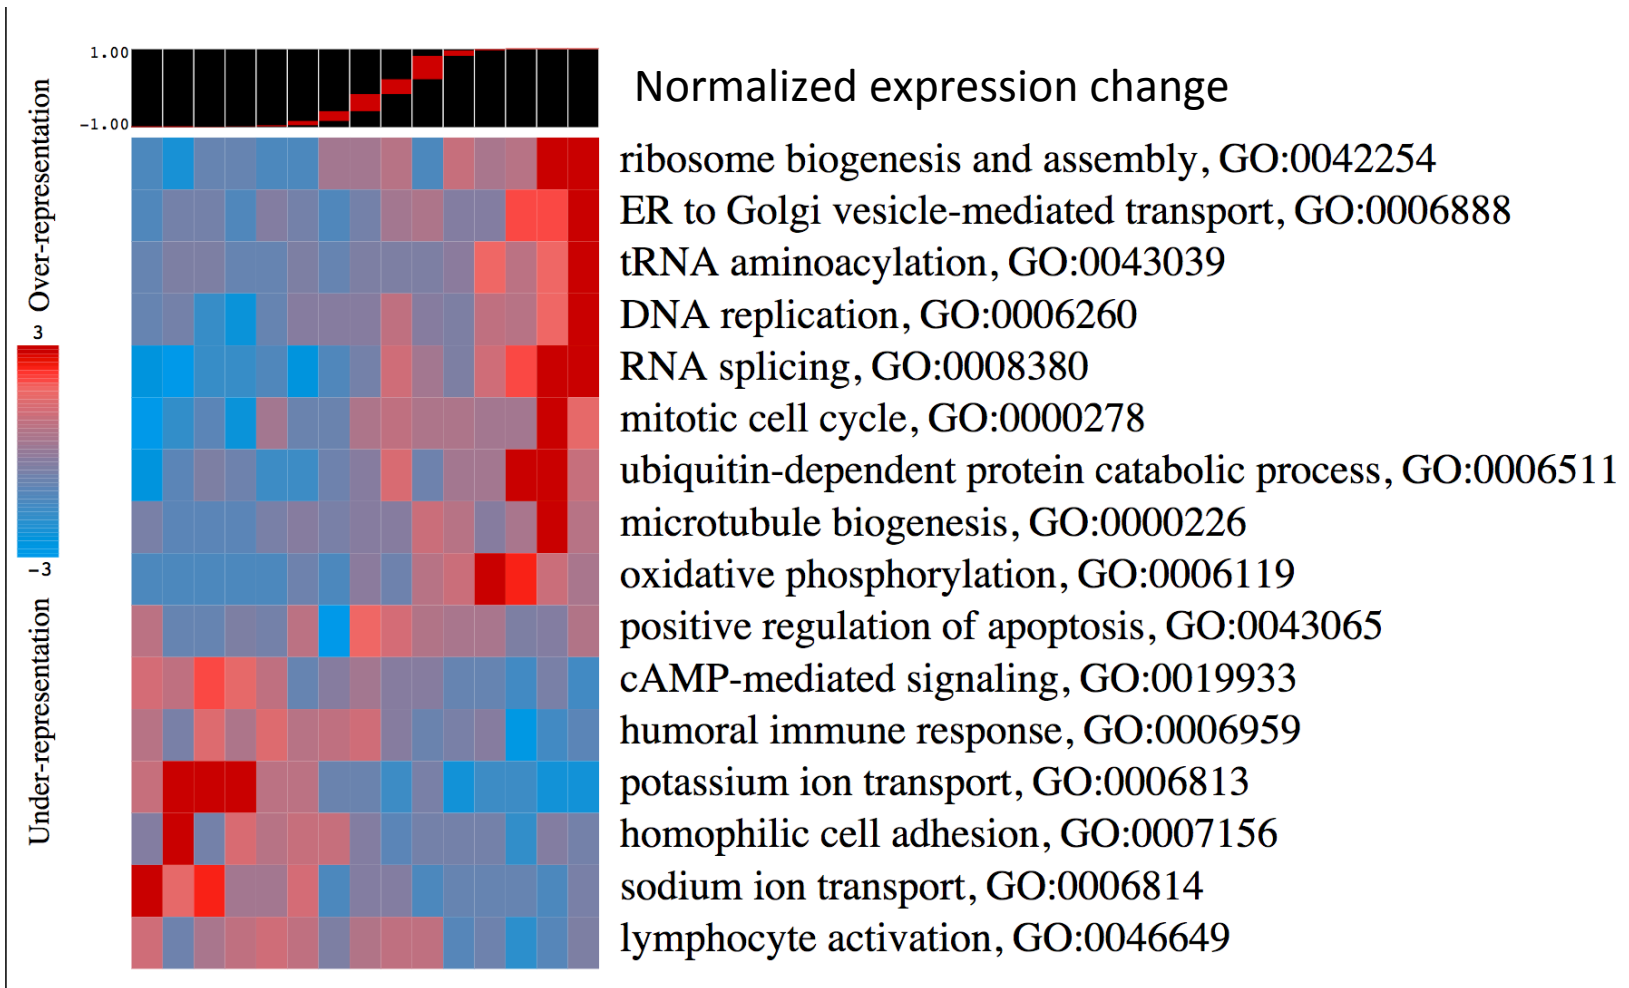 1.00
-1.00
Normalized expression change
Over-representation
3
-3
Under-representation
ribosome biogenesis and assembly, GO:0042254
ER to Golgi vesicle-mediated transport, GO:0006888
tRNA aminoacylation, GO:0043039
DNA replication, GO:0006260
RNA splicing, GO:0008380
mitotic cell cycle, GO:0000278
ubiquitin-dependent protein catabolic process, GO:0006511
microtubule biogenesis, GO:0000226
oxidative phosphorylation, GO:0006119
positive regulation of apoptosis, GO:0043065
cAMP-mediated signaling, GO:0019933
humoral immune response, GO:0006959
potassium ion transport, GO:0006813
homophilic cell adhesion, GO:0007156
sodium ion transport, GO:0006814
lymphocyte activation, GO:0046649